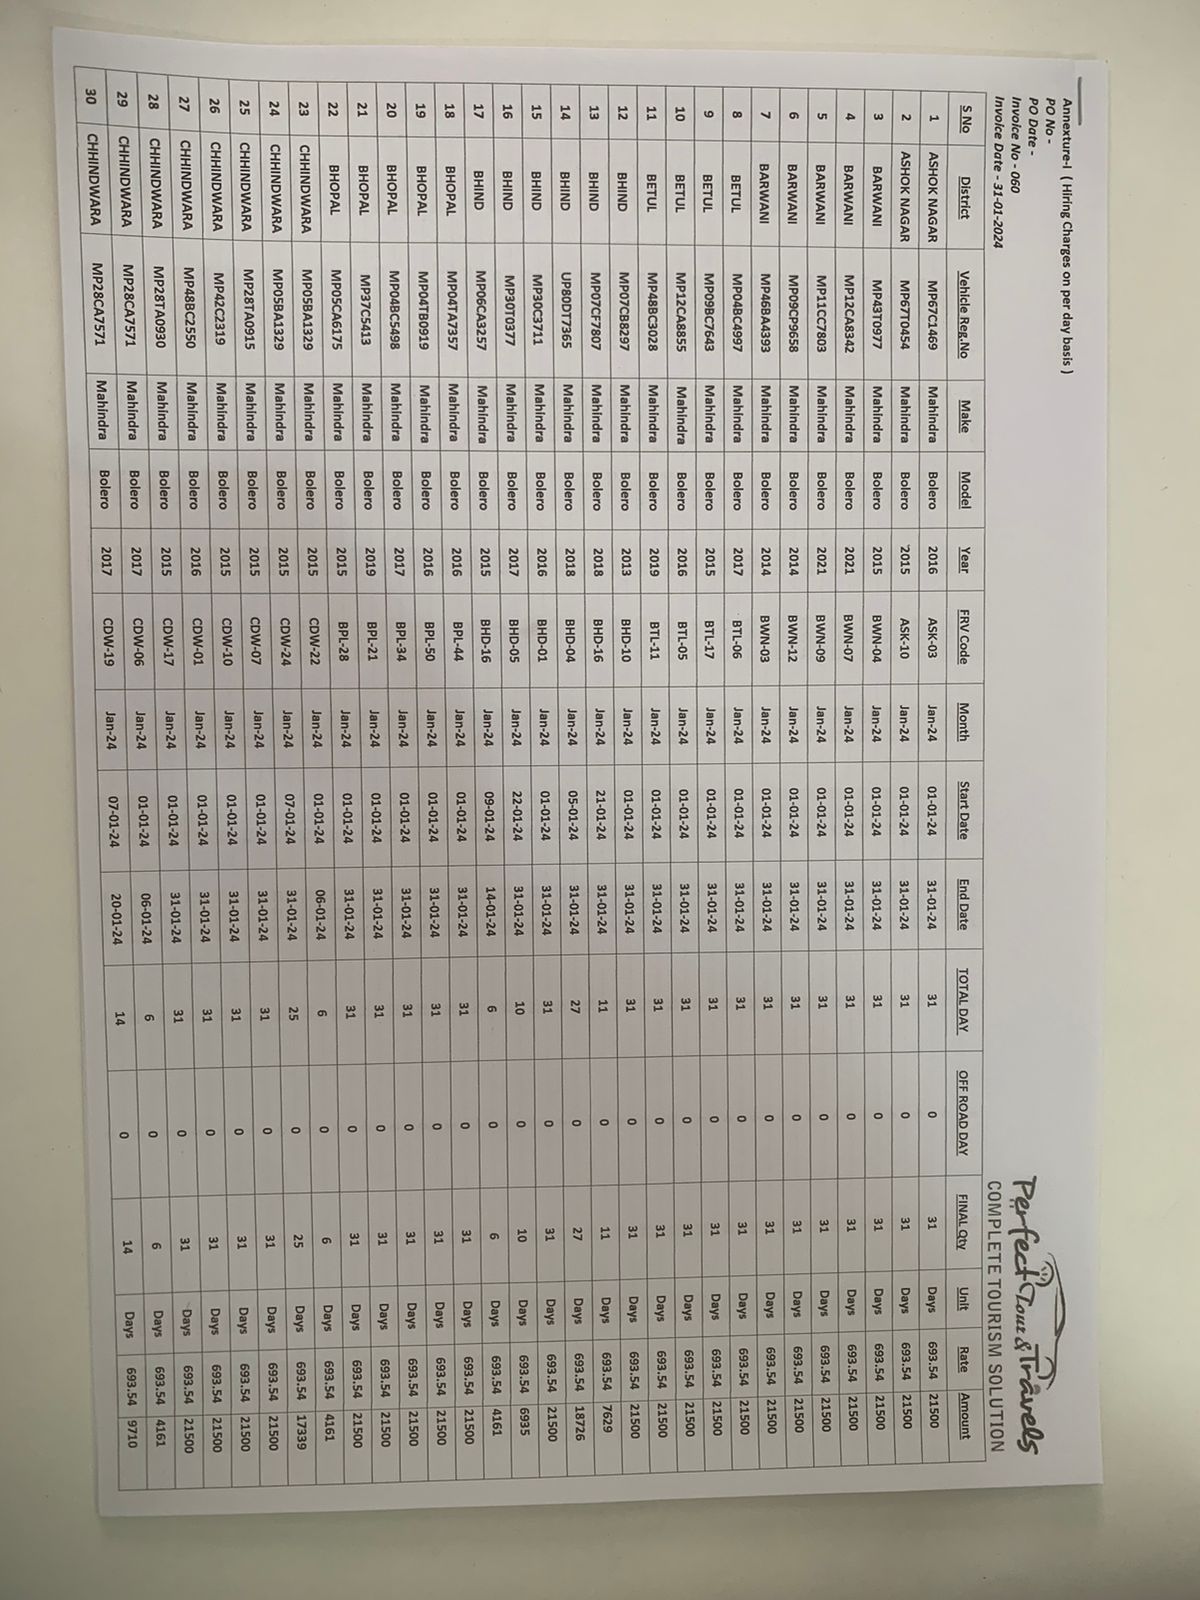 Annexture-I ( Hiring Charges on per day basis )
PO No -
PO Date -
Invoice No - 060
Invoice Date - 31-01-2024
Perfect Tour & Travels
COMPLETE TOURISM SOLUTION
S No District Vehicle Reg.No Make Model Year FRV Code Month Start Date End Date TOTAL DAY OFF ROAD DAY FINAL Qty Unit Rate Amount
1 ASHOK NAGAR MP67C1469 Mahindra Bolero 2016 ASK-03 Jan-24 01-01-24 31-01-24 31 0 31 Days 693.54 21500
2 ASHOK NAGAR MP67T0454 Mahindra Bolero 2015 ASK-10 Jan-24 01-01-24 31-01-24 31 0 31 Days 693.54 21500
3 BARWANI MP43T0977 Mahindra Bolero 2015 BWN-04 Jan-24 01-01-24 31-01-24 31 0 31 Days 693.54 21500
4 BARWANI MP12CA8342 Mahindra Bolero 2021 BWN-07 Jan-24 01-01-24 31-01-24 31 0 31 Days 693.54 21500
5 BARWANI MP11CC7803 Mahindra Bolero 2021 BWN-09 Jan-24 01-01-24 31-01-24 31 0 31 Days 693.54 21500
6 BARWANI MP09CP9658 Mahindra Bolero 2014 BWN-12 Jan-24 01-01-24 31-01-24 31 0 31 Days 693.54 21500
7 BARWANI MP46BA4393 Mahindra Bolero 2014 BWN-03 Jan-24 01-01-24 31-01-24 31 0 31 Days 693.54 21500
8 BETUL MP04BC4997 Mahindra Bolero 2017 BTL-06 Jan-24 01-01-24 31-01-24 31 0 31 Days 693.54 21500
9 BETUL MP09BC7643 Mahindra Bolero 2015 BTL-17 Jan-24 01-01-24 31-01-24 31 0 31 Days 693.54 21500
10 BETUL MP12CA8855 Mahindra Bolero 2016 BTL-05 Jan-24 01-01-24 31-01-24 31 0 31 Days 693.54 21500
11 BETUL MP48BC3028 Mahindra Bolero 2019 BTL-11 Jan-24 01-01-24 31-01-24 31 0 31 Days 693.54 21500
12 BHIND MP07CB8297 Mahindra Bolero 2013 BHD-10 Jan-24 01-01-24 31-01-24 31 0 31 Days 693.54 21500
13 BHIND MP07CF7807 Mahindra Bolero 2018 BHD-16 Jan-24 21-01-24 31-01-24 11 0 11 Days 693.54 7629
14 BHIND UP80DT7365 Mahindra Bolero 2018 BHD-04 Jan-24 05-01-24 31-01-24 27 0 27 Days 693.54 18726
15 BHIND MP30C3711 Mahindra Bolero 2016 BHD-01 Jan-24 01-01-24 31-01-24 31 0 31 Days 693.54 21500
16 BHIND MP30T0377 Mahindra Bolero 2017 BHD-05 Jan-24 22-01-24 31-01-24 10 0 10 Days 693.54 6935
17 BHIND MP06CA3257 Mahindra Bolero 2015 BHD-16 Jan-24 09-01-24 14-01-24 6 0 6 Days 693.54 4161
18 BHOPAL MP04TA7357 Mahindra Bolero 2016 BPL-44 Jan-24 01-01-24 31-01-24 31 0 31 Days 693.54 21500
19 BHOPAL MP04TB0919 Mahindra Bolero 2016 BPL-50 Jan-24 01-01-24 31-01-24 31 0 31 Days 693.54 21500
20 BHOPAL MP04BC5498 Mahindra Bolero 2017 BPL-34 Jan-24 01-01-24 31-01-24 31 0 31 Days 693.54 21500
21 BHOPAL MP37C5413 Mahindra Bolero 2019 BPL-21 Jan-24 01-01-24 31-01-24 31 0 31 Days 693.54 21500
22 BHOPAL MP05CA6175 Mahindra Bolero 2015 BPL-28 Jan-24 01-01-24 31-01-24 31 0 31 Days 693.54 21500
23 CHHINDWARA MP05BA1329 Mahindra Bolero 2015 CDW-22 Jan-24 01-01-24 06-01-24 6 0 6 Days 693.54 4161
24 CHHINDWARA MP05BA1329 Mahindra Bolero 2015 CDW-24 Jan-24 07-01-24 31-01-24 25 0 25 Days 693.54 17339
25 CHHINDWARA MP28TA0915 Mahindra Bolero 2015 CDW-07 Jan-24 01-01-24 31-01-24 31 0 31 Days 693.54 21500
26 CHHINDWARA MP42C2319 Mahindra Bolero 2015 CDW-10 Jan-24 01-01-24 31-01-24 31 0 31 Days 693.54 21500
27 CHHINDWARA MP48BC2550 Mahindra Bolero 2016 CDW-01 Jan-24 01-01-24 31-01-24 31 0 31 Days 693.54 21500
28 CHHINDWARA MP28TA0930 Mahindra Bolero 2015 CDW-17 Jan-24 01-01-24 31-01-24 31 0 31 Days 693.54 21500
29 CHHINDWARA MP28CA7571 Mahindra Bolero 2017 CDW-06 Jan-24 01-01-24 06-01-24 6 0 6 Days 693.54 4161
30 CHHINDWARA MP28CA7571 Mahindra Bolero 2017 CDW-19 Jan-24 07-01-24 20-01-24 14 0 14 Days 693.54 9710